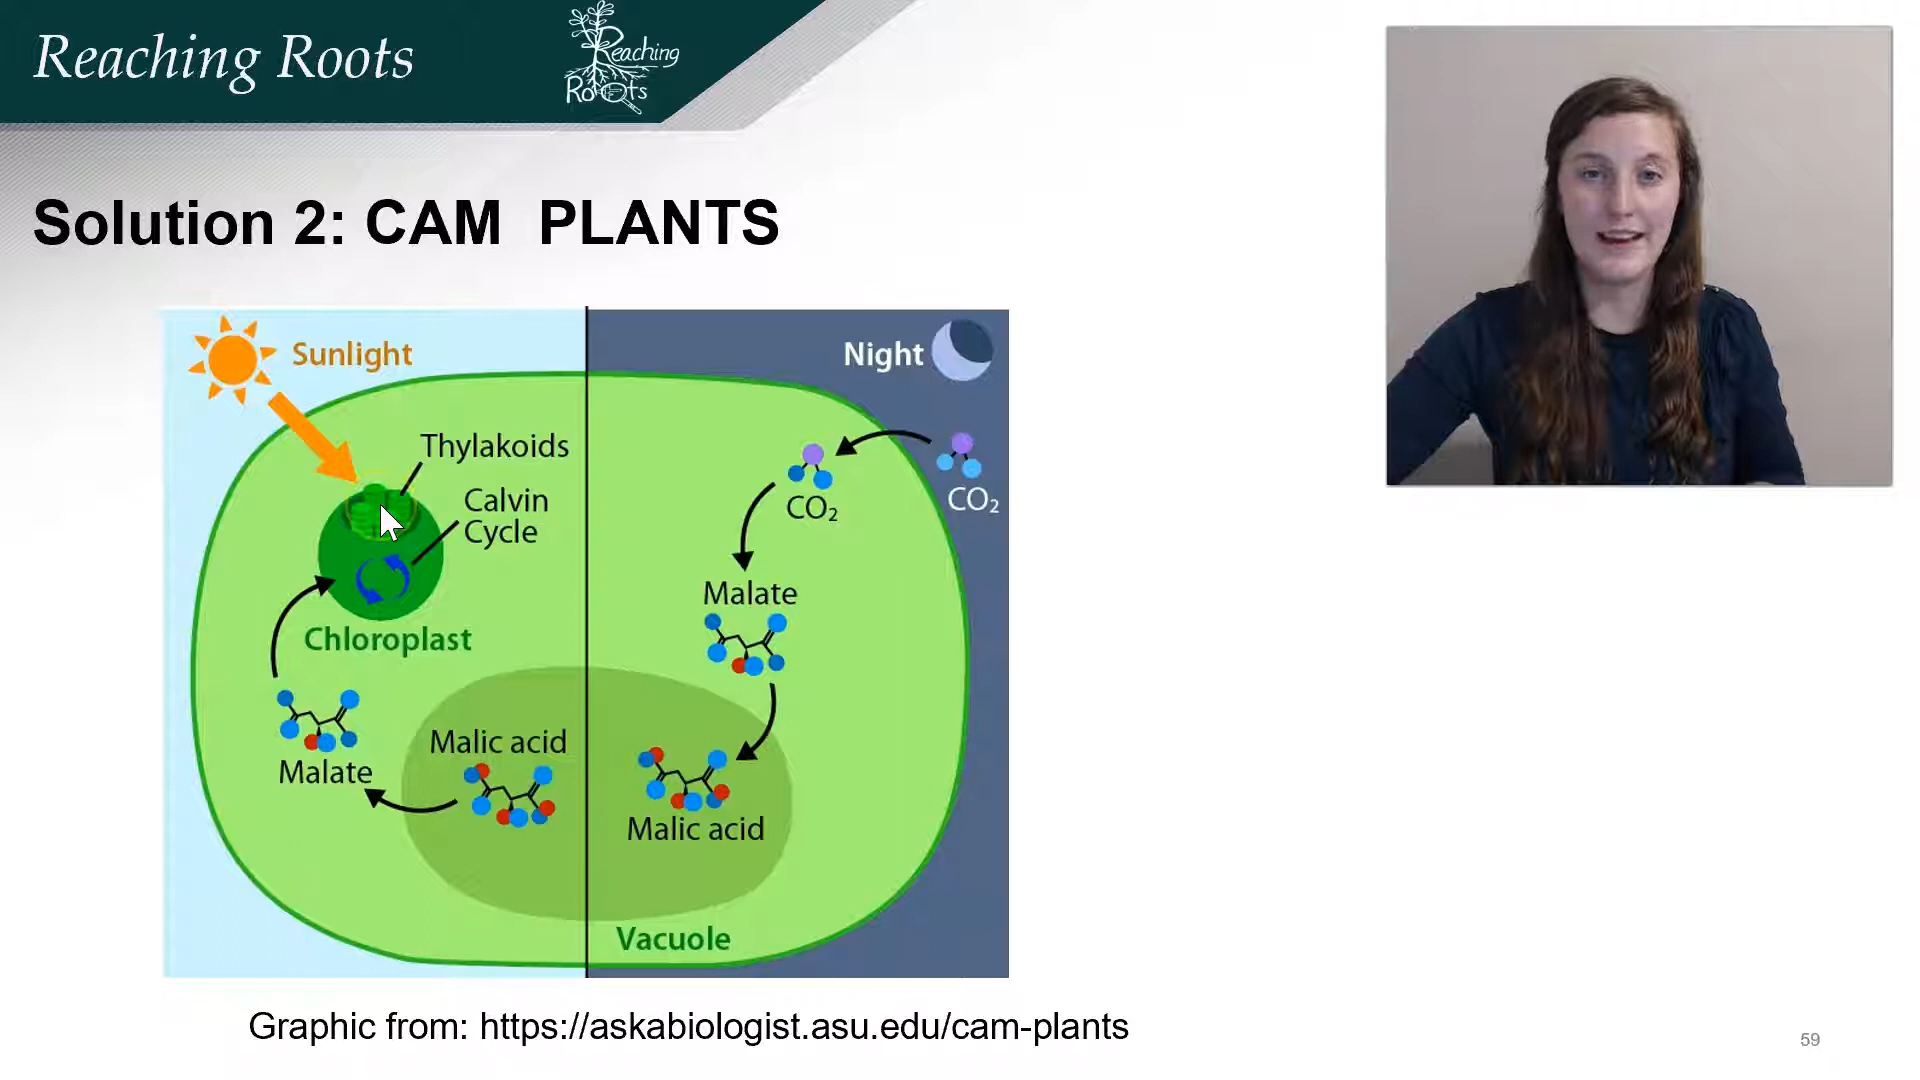 Reaching Roots
Reaching
Roots
Solution 2: CAM PLANTS
Sunlight
Night
Thylakoids
Calvin
Cycle
CO₂
CO₂
Malate
Chloroplast
Malic acid
Malate
Malic acid
Vacuole
Graphic from: https://askabiologist.asu.edu/cam-plants
59